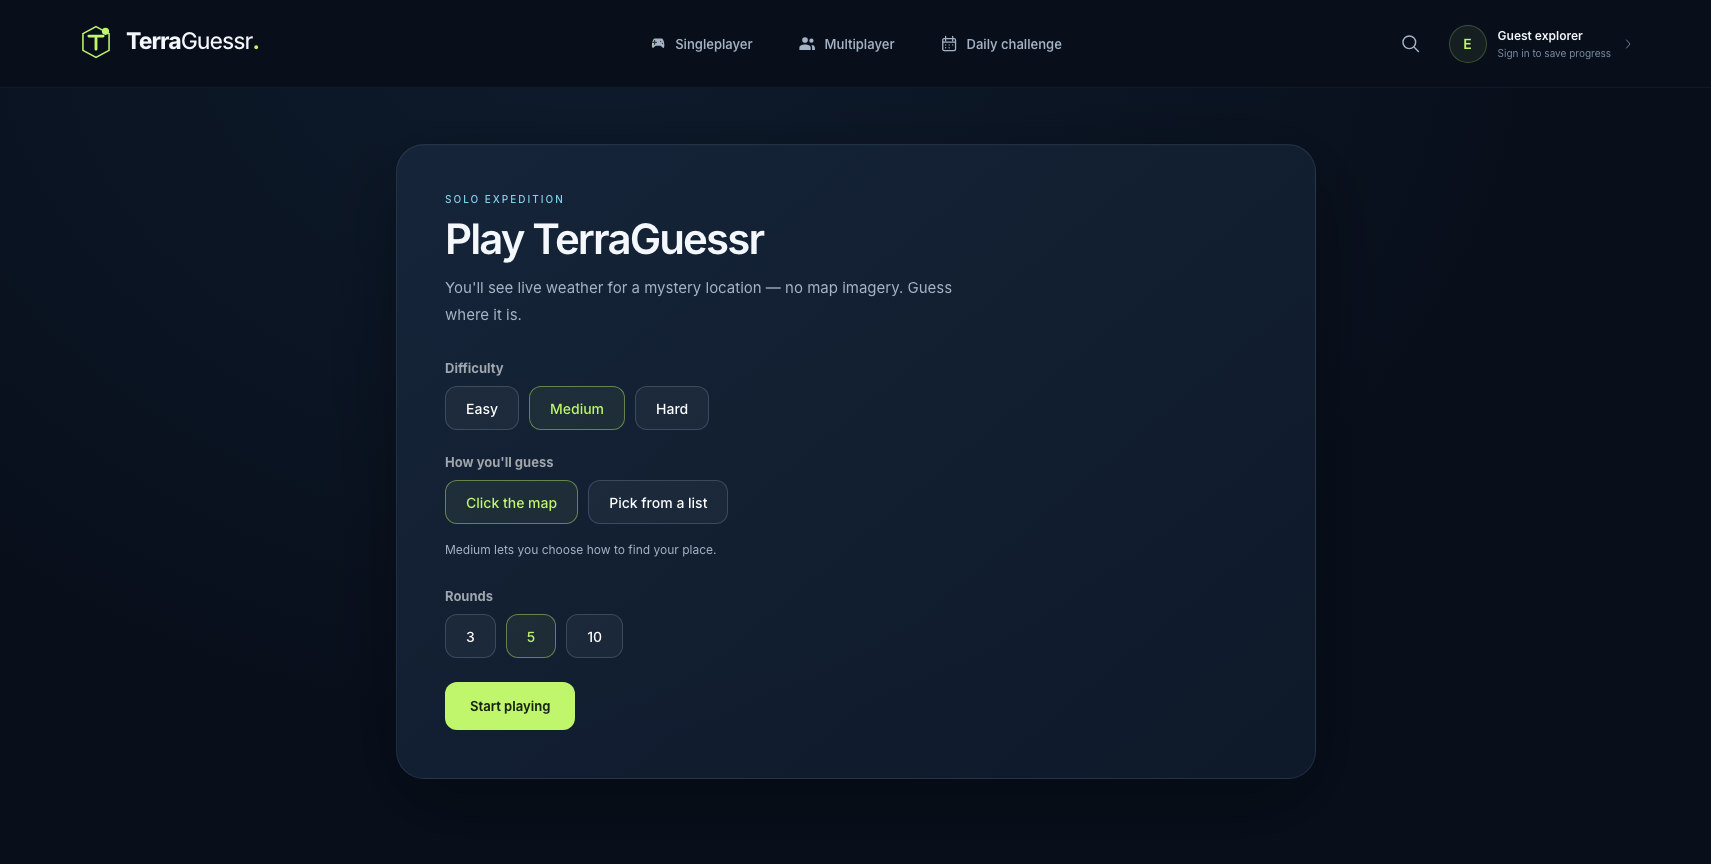 TerraGuessr.
Singleplayer
Multiplayer
Daily challenge
E
Guest explorer
Sign in to save progress
SOLO EXPEDITION
Play TerraGuessr
You'll see live weather for a mystery location — no map imagery. Guess
where it is.
Difficulty
Easy
Medium
Hard
How you'll guess
Click the map
Pick from a list
Medium lets you choose how to find your place.
Rounds
3
5
10
Start playing